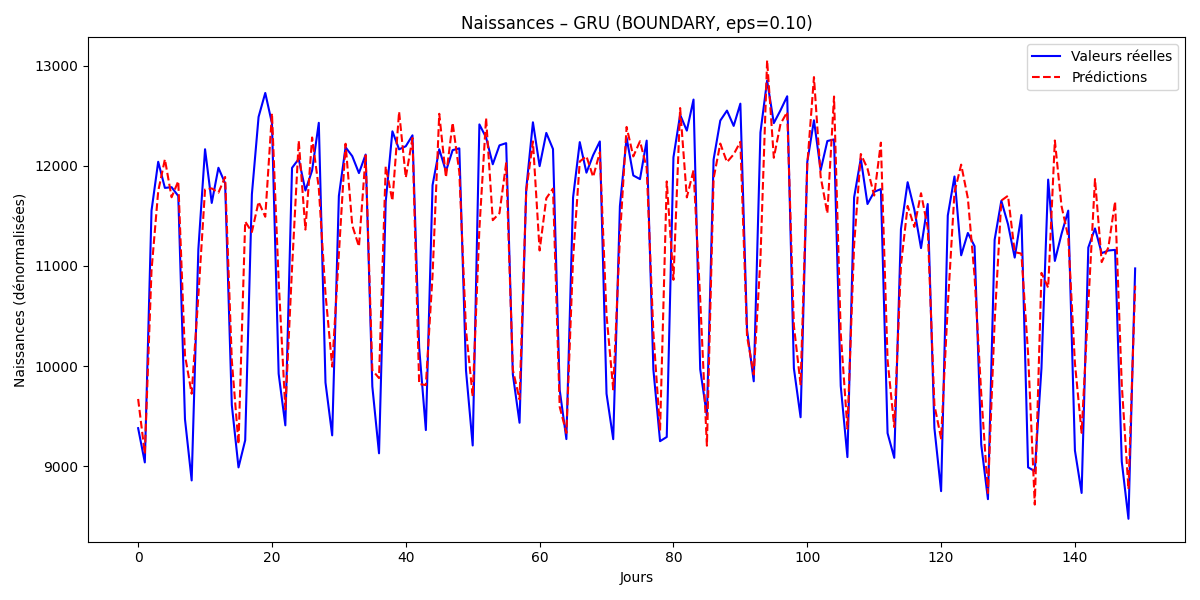 Naissances – GRU (BOUNDARY, eps=0.10)
Valeurs réelles
Prédictions
Naissances (dénormalisées)
13000
12000
11000
10000
9000
0 20 40 60 80 100 120 140
Jours